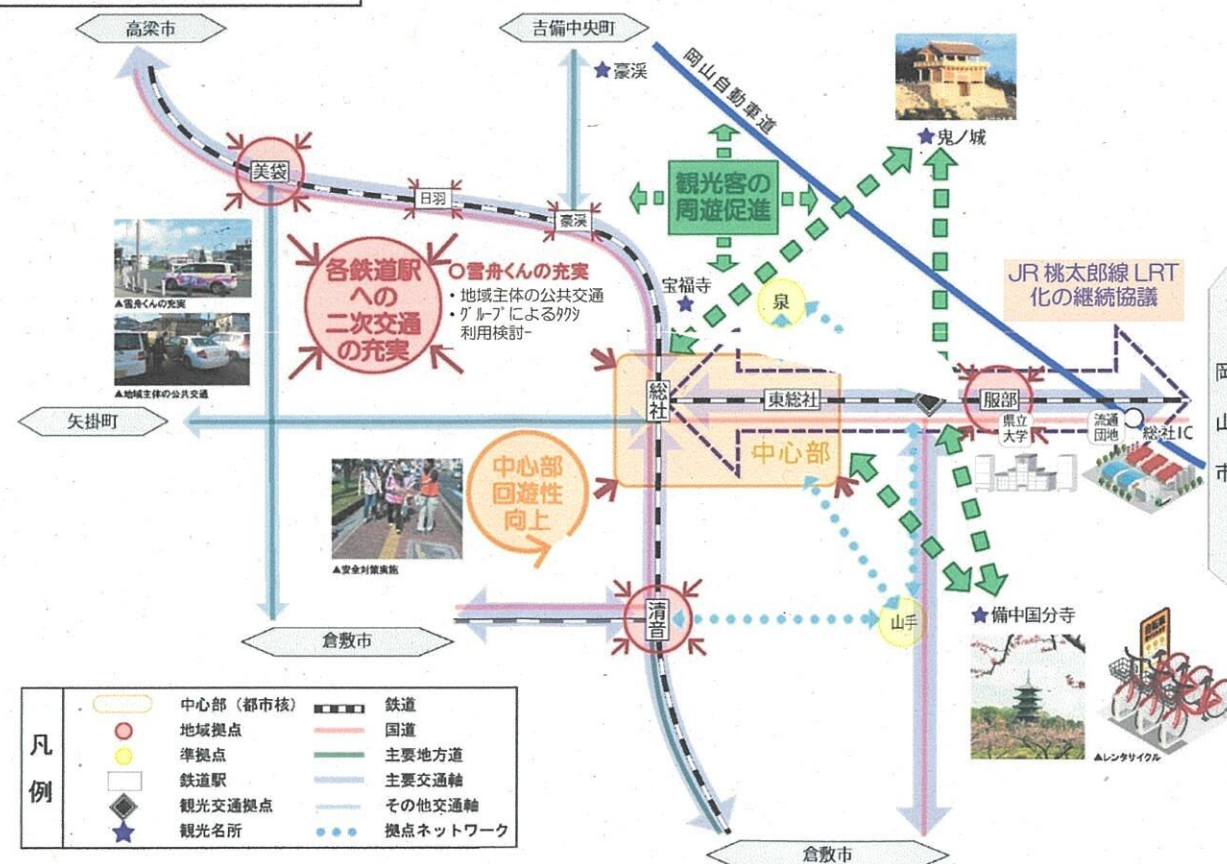 高梁市
吉備中央町
★豪渓
岡山自動車道
★鬼ノ城
美袋
日羽
豪渓
観光客の
周遊促進
▲雪舟くんの充実
各鉄道駅
への
二次交通
の充実
○雪舟くんの充実
・地域主体の公共交通
・グループによるタクシ
利用検討ｰ
宝福寺
★
泉
JR 桃太郎線 LRT
化の継続協議
▲地域主体の公共交通
矢掛町
総社
東総社
服部
県立
大学
流通
団地
総社IC
岡
山
市
中心部
中心部
回遊性
向上
▲安全対策実施
清音
山手
★備中国分寺
倉敷市
▲レンタサイクル
倉敷市
凡
例
中心部（都市核）
地域拠点
準拠点
鉄道駅
観光交通拠点
観光名所
鉄道
国道
主要地方道
主要交通軸
その他交通軸
拠点ネットワーク